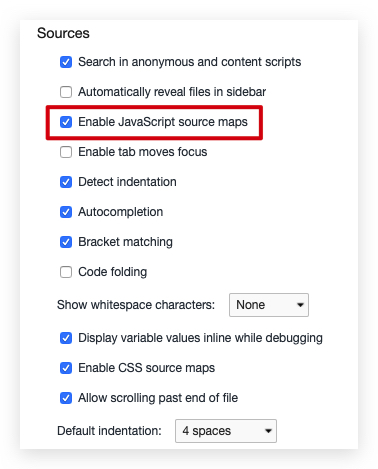 Sources
Search in anonymous and content scripts
Automatically reveal files in sidebar
Enable JavaScript source maps
Enable tab moves focus
Detect indentation
Autocompletion
Bracket matching
Code folding
Show whitespace characters: None
Display variable values inline while debugging
Enable CSS source maps
Allow scrolling past end of file
Default indentation: 4 spaces